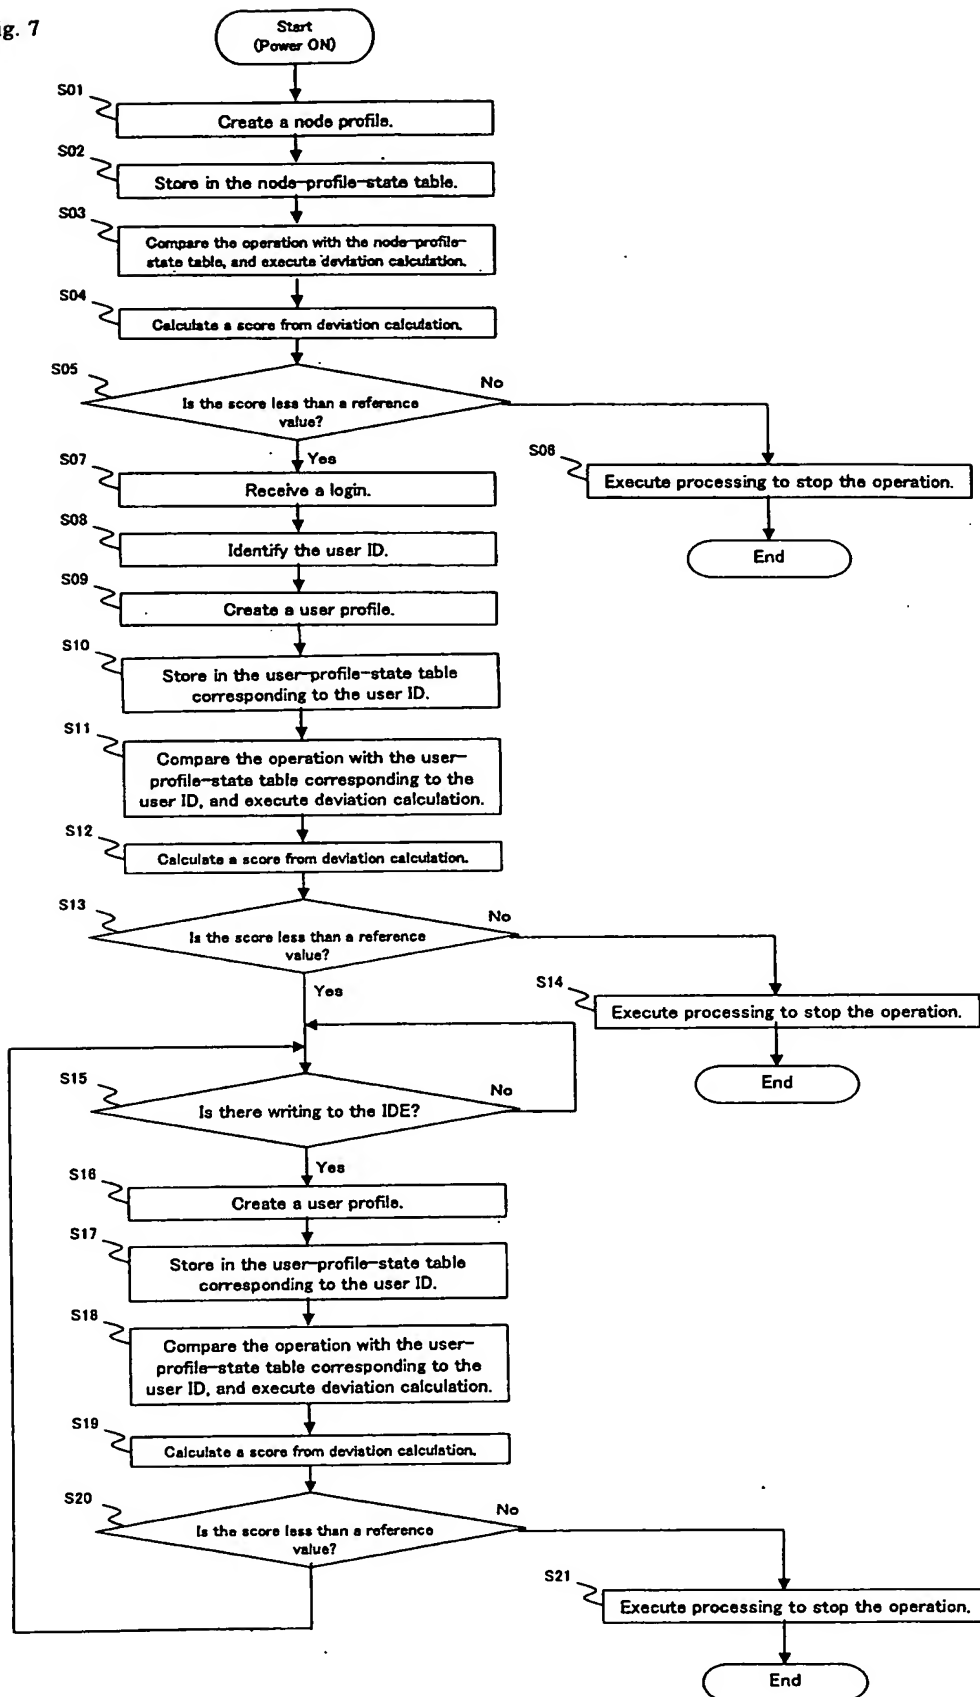 ig. 7
Start
(Power ON)
S01
Create a node profile.
S02
Store in the node-profile-state table.
S03
Compare the operation with the node-profile-
state table, and execute deviation calculation.
S04
Calculate a score from deviation calculation.
S05
No
Is the score less than a reference
value?
Yes
S06
Execute processing to stop the operation.
End
S07
Receive a login.
S08
Identify the user ID.
S09
Create a user profile.
S10
Store in the user-profile-state table
corresponding to the user ID.
S11
Compare the operation with the user-
profile-state table corresponding to the
user ID, and execute deviation calculation.
S12
Calculate a score from deviation calculation.
S13
No
Is the score less than a reference
value?
Yes
S14
Execute processing to stop the operation.
End
S15
No
Is there writing to the IDE?
Yes
S16
Create a user profile.
S17
Store in the user-profile-state table
corresponding to the user ID.
S18
Compare the operation with the user-
profile-state table corresponding to the
user ID, and execute deviation calculation.
S19
Calculate a score from deviation calculation.
S20
No
Is the score less than a reference
value?
S21
Execute processing to stop the operation.
End